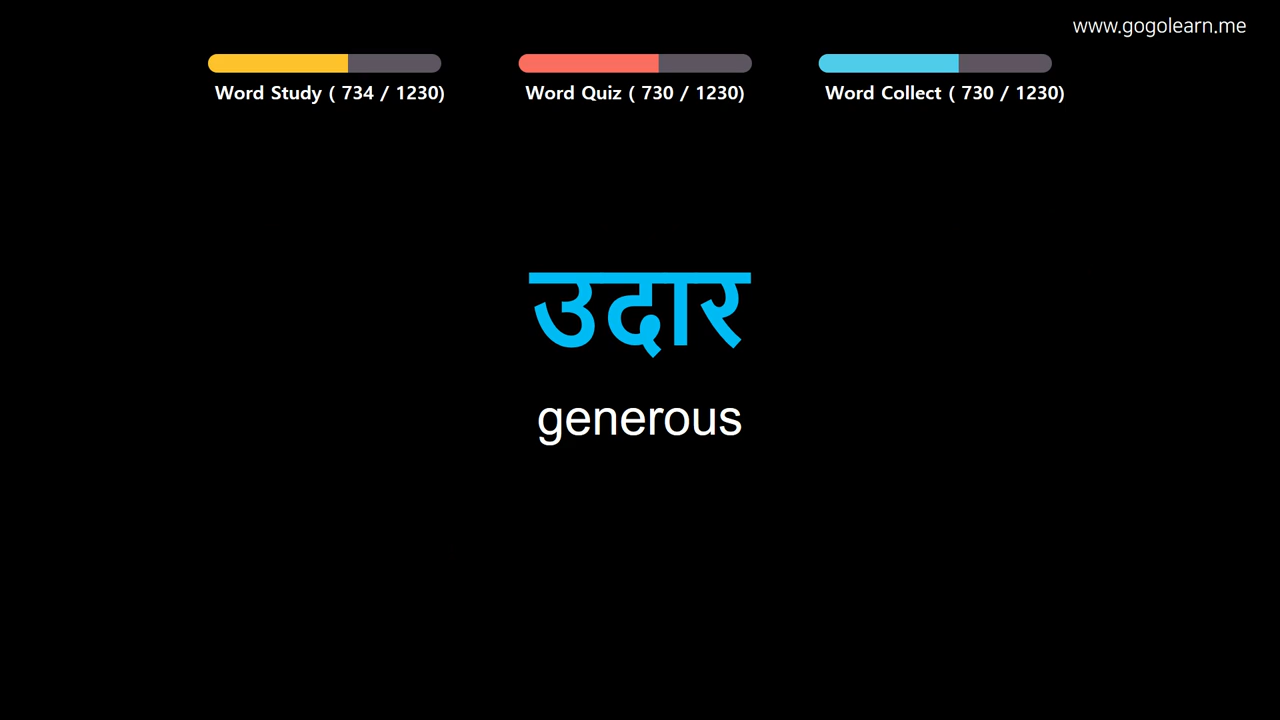 www.gogolearn.me
Word Study ( 734 / 1230)
Word Quiz ( 730 / 1230)
Word Collect ( 730 / 1230)
उदार
generous